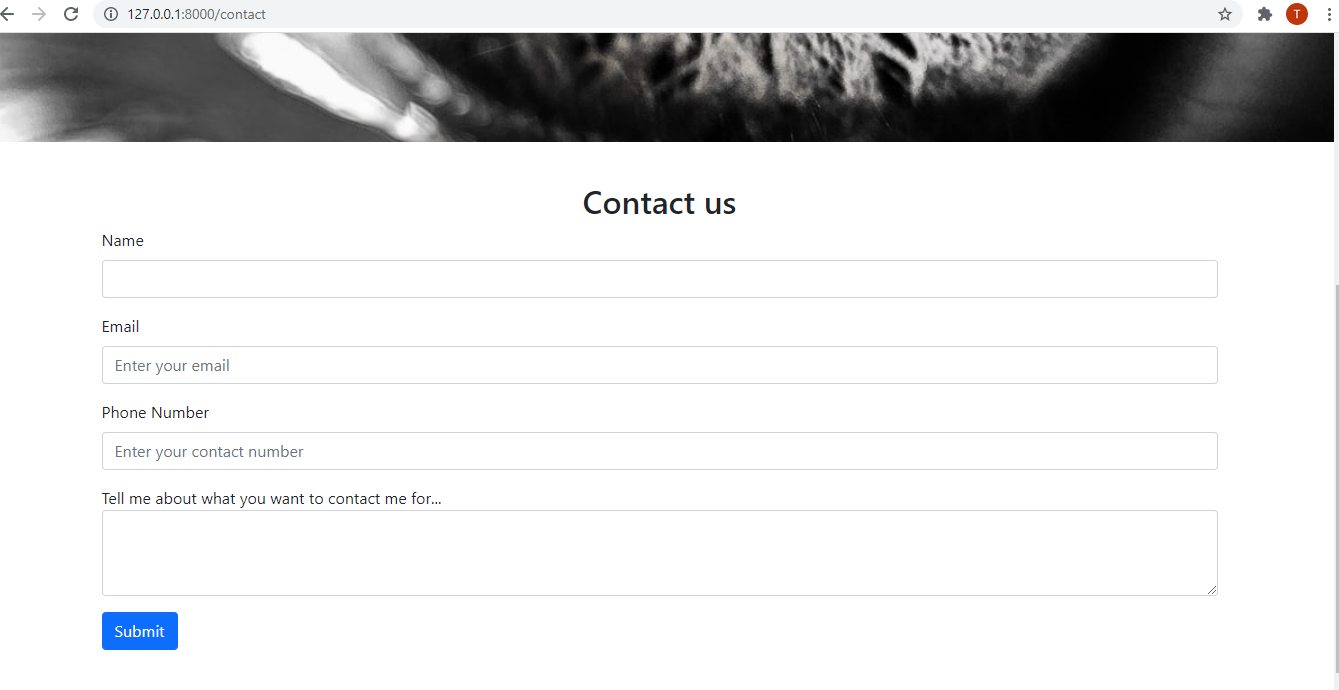 127.0.0.1:8000/contact
T
Contact us
Name
Email
Enter your email
Phone Number
Enter your contact number
Tell me about what you want to contact me for...
Submit